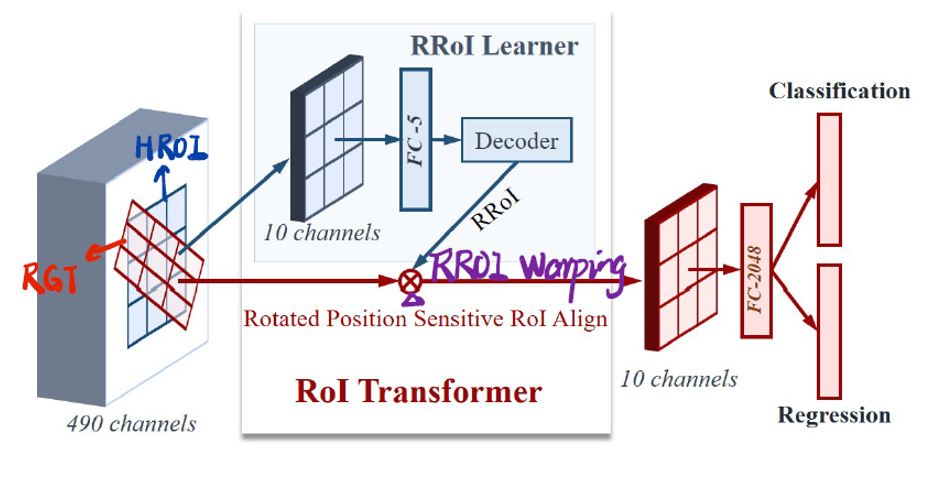 RRoI Learner
Classification
HROI
FC-5
Decoder
RRoI
10 channels
RGT
RROI Warping
FC-2048
Rotated Position Sensitive RoI Align
10 channels
RoI Transformer
490 channels
Regression